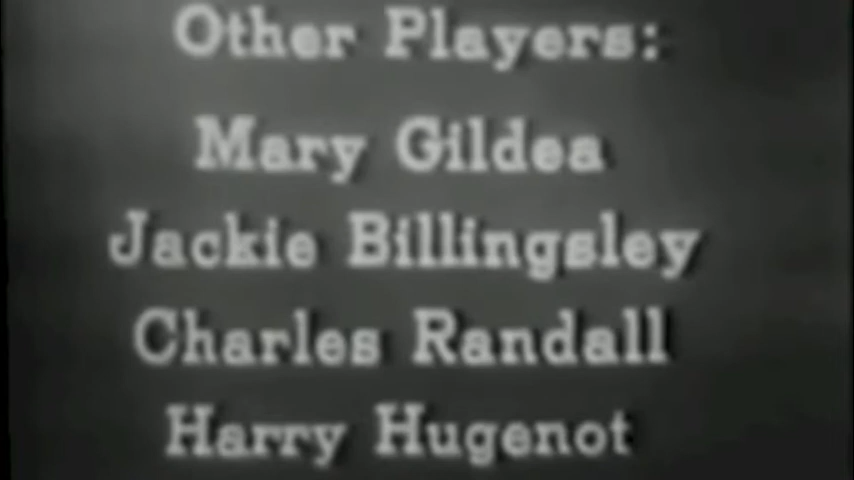 Other Players:
Mary Gildea
Jackie Billingsley
Charles Randall
Harry Hugenot